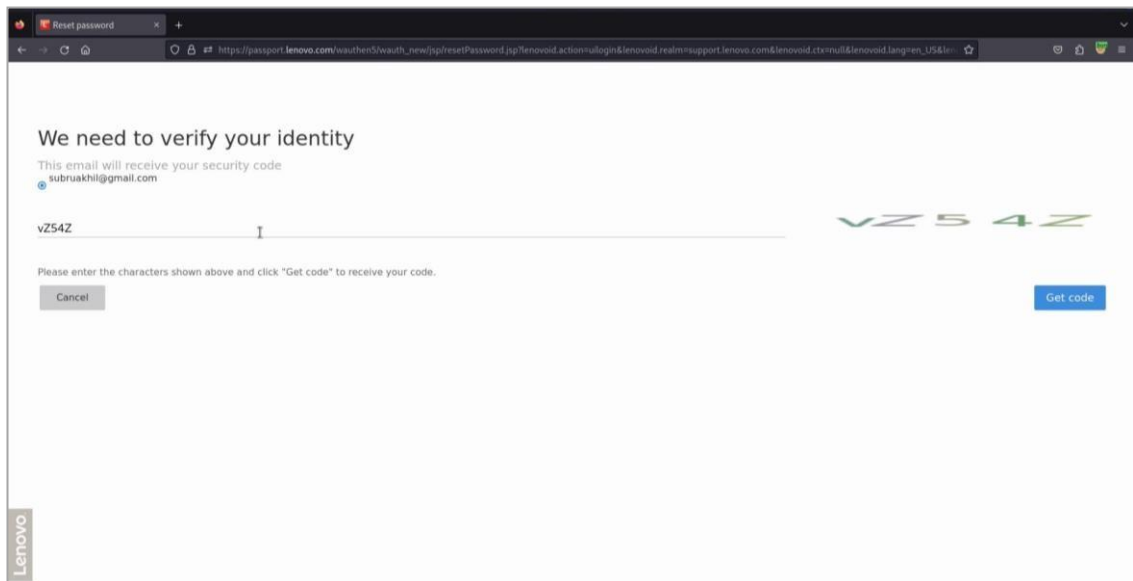 Reset password
https://passport.lenovo.com/wauthen5/wauth_new/jsp/resetPassword.jsp?lenovoid.action=uilogin&lenovoid.realm=support.lenovo.com&lenovoid.ctx=null&lenovoid.lang=en_US&len
We need to verify your identity
This email will receive your security code
subruakhil@gmail.com
vZ54Z
vZ54Z
Please enter the characters shown above and click "Get code" to receive your code.
Cancel
Get code
Lenovo